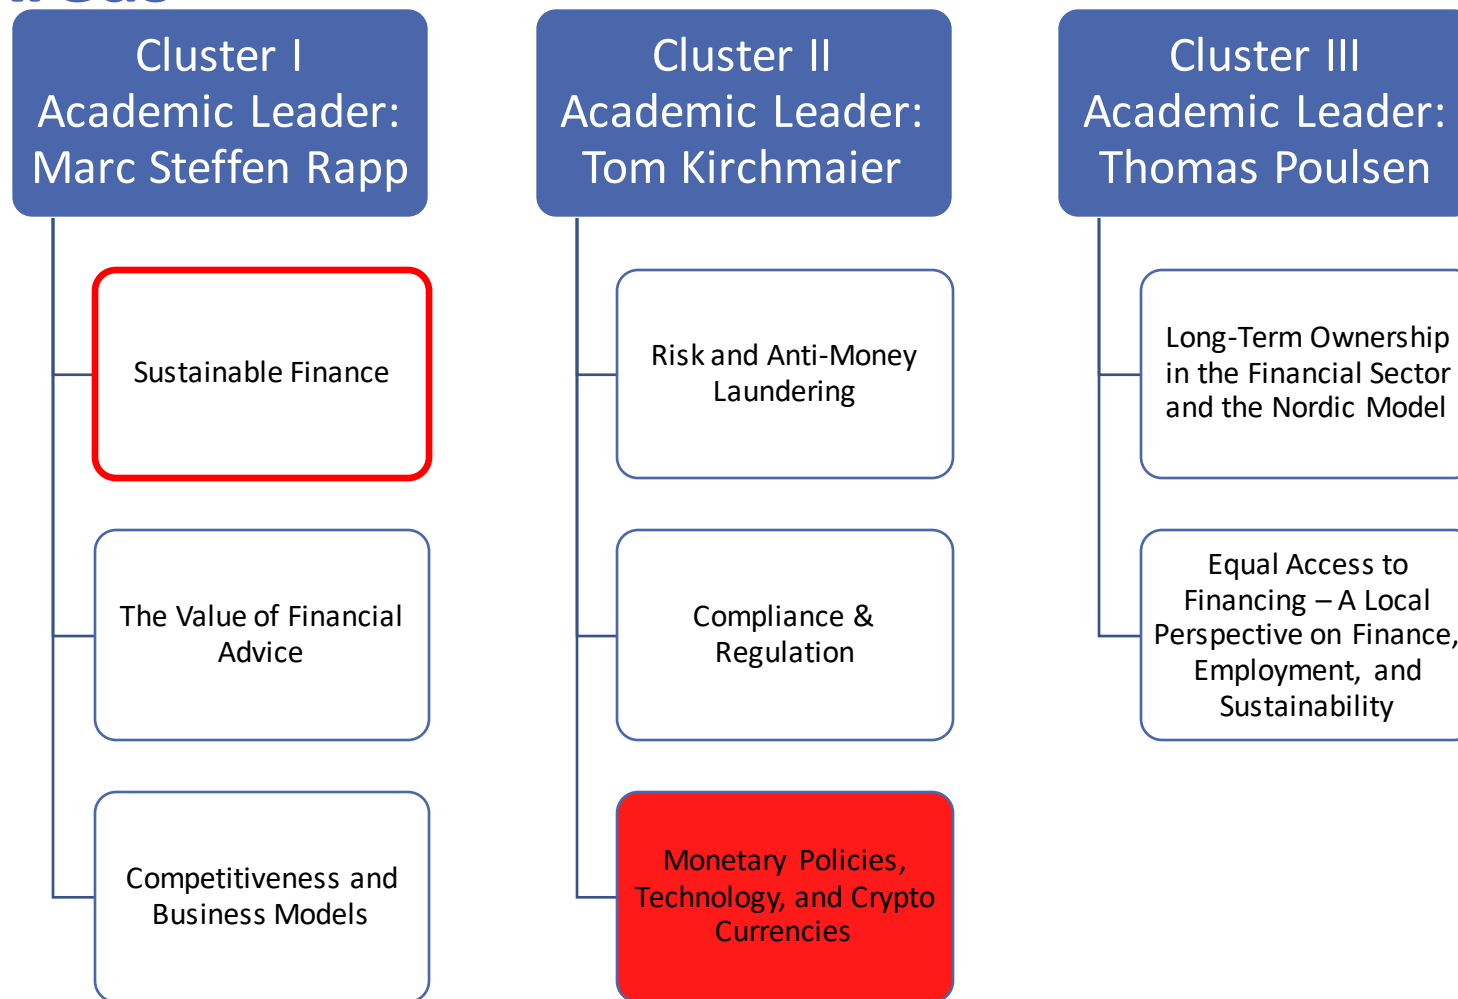 Cluster I
Academic Leader:
Marc Steffen Rapp
Sustainable Finance
The Value of Financial
Advice
Competitiveness and
Business Models
Cluster II
Academic Leader:
Tom Kirchmaier
Risk and Anti-Money
Laundering
Compliance &
Regulation
Monetary Policies,
Technology, and Crypto
Currencies
Cluster III
Academic Leader:
Thomas Poulsen
Long-Term Ownership
in the Financial Sector
and the Nordic Model
Equal Access to
Financing – A Local
Perspective on Finance,
Employment, and
Sustainability